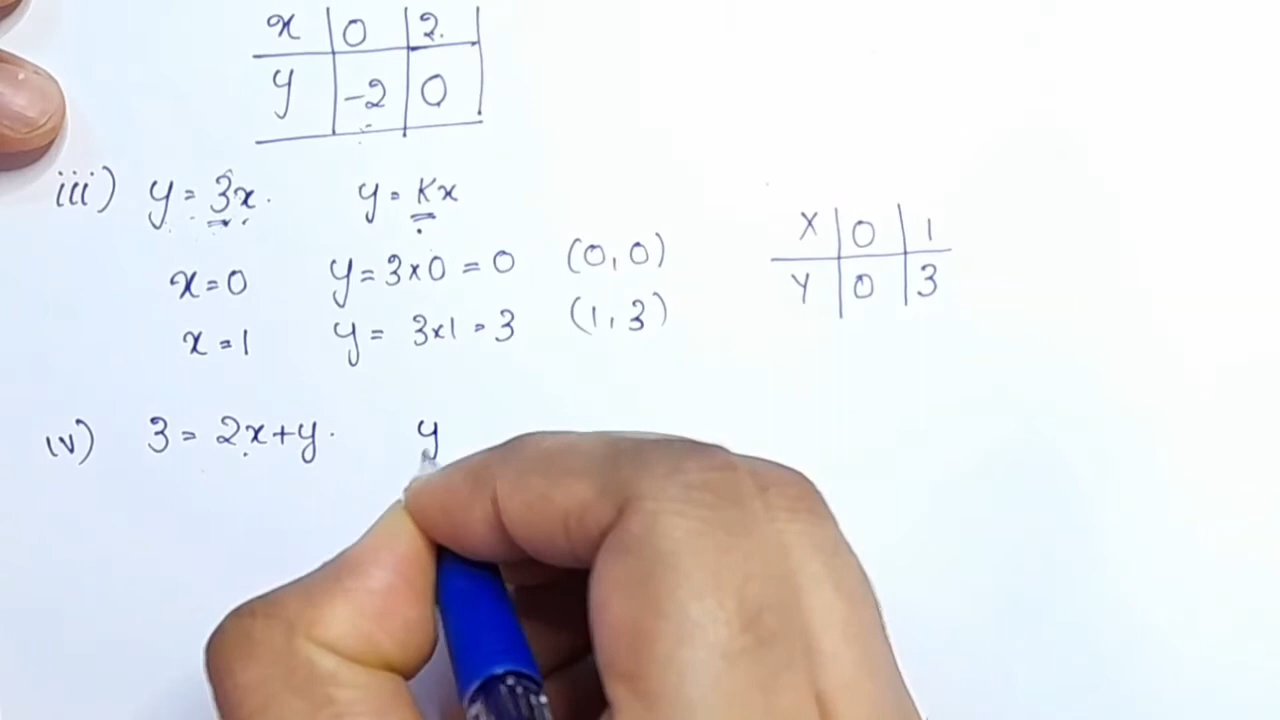 x 0 2.
y -2 0
iii) y = 3x. y = Kx
x = 0 y = 3×0 = 0 (0,0)
x = 1 y = 3×1 = 3 (1,3)
X 0 1
Y 0 3
iv) 3 = 2x+y. y